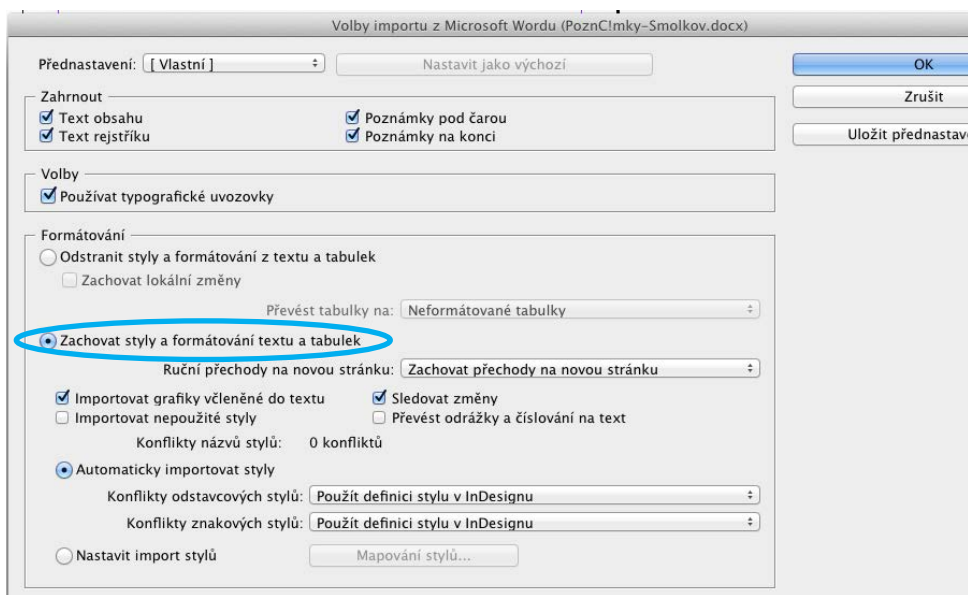 Volby importu z Microsoft Wordu (PoznC!mky-Smolkov.docx)
Přednastavení: [ Vlastní ] Nastavit jako výchozí OK
Zahrnout Zrušit
Text obsahu Poznámky pod čarou
Text rejstříku Poznámky na konci Uložit přednastave
Volby
Používat typografické uvozovky
Formátování
Odstranit styly a formátování z textu a tabulek
Zachovat lokální změny
Převést tabulky na: Neformátované tabulky
Zachovat styly a formátování textu a tabulek
Ruční přechody na novou stránku: Zachovat přechody na novou stránku
Importovat grafiky včleněné do textu Sledovat změny
Importovat nepoužité styly Převést odrážky a číslování na text
Konflikty názvů stylů: 0 konfliktů
Automaticky importovat styly
Konflikty odstavcových stylů: Použít definici stylu v InDesignu
Konflikty znakových stylů: Použít definici stylu v InDesignu
Nastavit import stylů Mapování stylů...